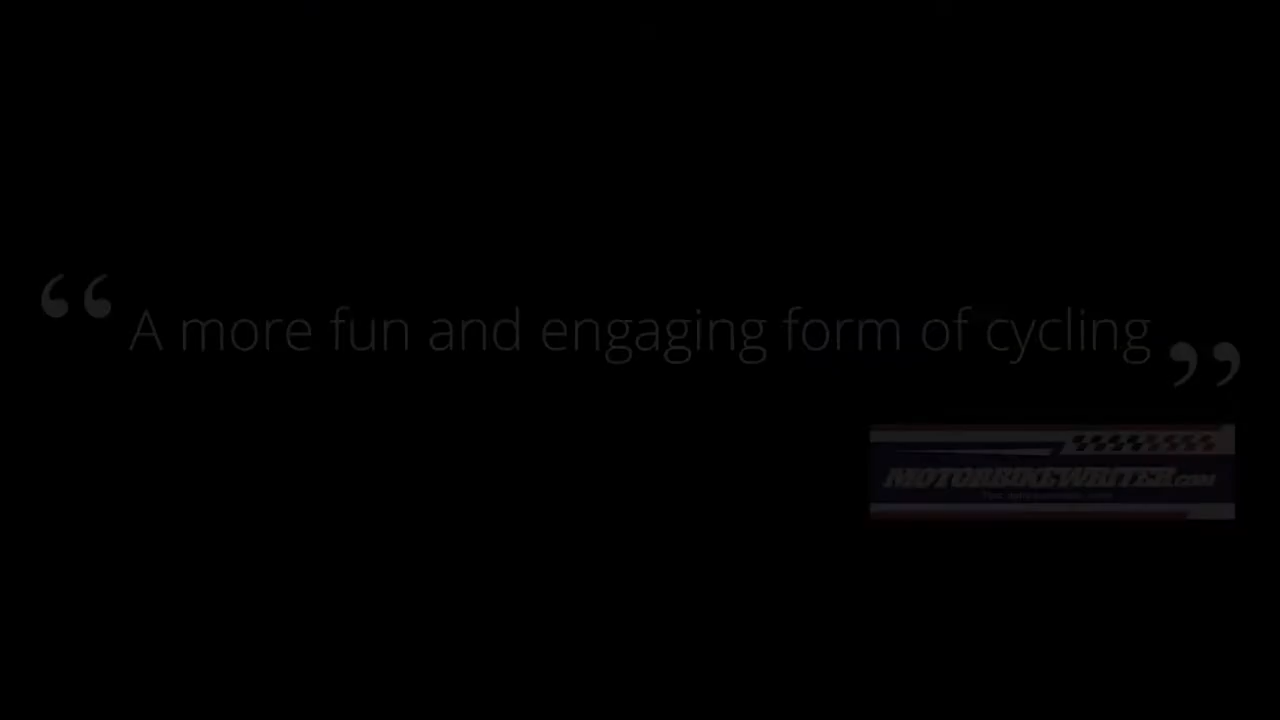 “A more fun and engaging form of cycling”
MOTORBIKEWRITER.COM